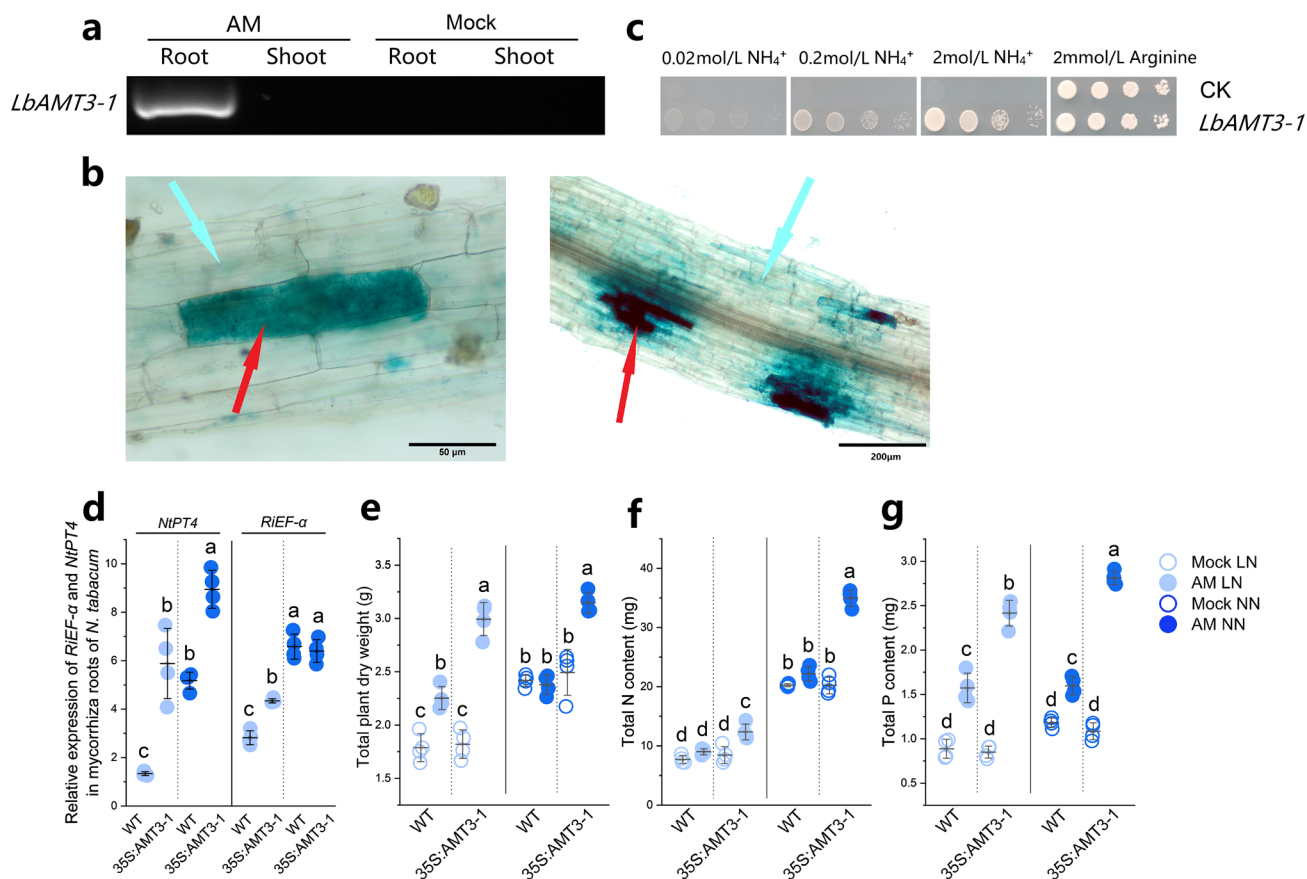 a
AM
Mock
Root
Shoot
Root
Shoot
LbAMT3-1
c
0.02mol/L NH₄⁺
0.2mol/L NH₄⁺
2mol/L NH₄⁺
2mmol/L Arginine
CK
LbAMT3-1
b
50 μm
200μm
d
NtPT4
RiEF-α
Relative expression of RiEF-α and NtPT4
in mycorrhiza roots of N. tabacum
10
8
6
4
2
0
c
b
b
a
c
b
a
a
WT
35S:AMT3-1
WT
35S:AMT3-1
WT
35S:AMT3-1
WT
35S:AMT3-1
e
Total plant dry weight (g)
3.5
3.0
2.5
2.0
1.5
c
b
c
a
b
b
b
a
WT
35S:AMT3-1
WT
35S:AMT3-1
f
Total N content (mg)
40
30
20
10
0
d
d
d
c
b
b
b
a
WT
35S:AMT3-1
WT
35S:AMT3-1
g
Total P content (mg)
3.0
2.5
2.0
1.5
1.0
0.5
d
c
d
b
d
c
d
a
WT
35S:AMT3-1
WT
35S:AMT3-1
Mock LN
AM LN
Mock NN
AM NN